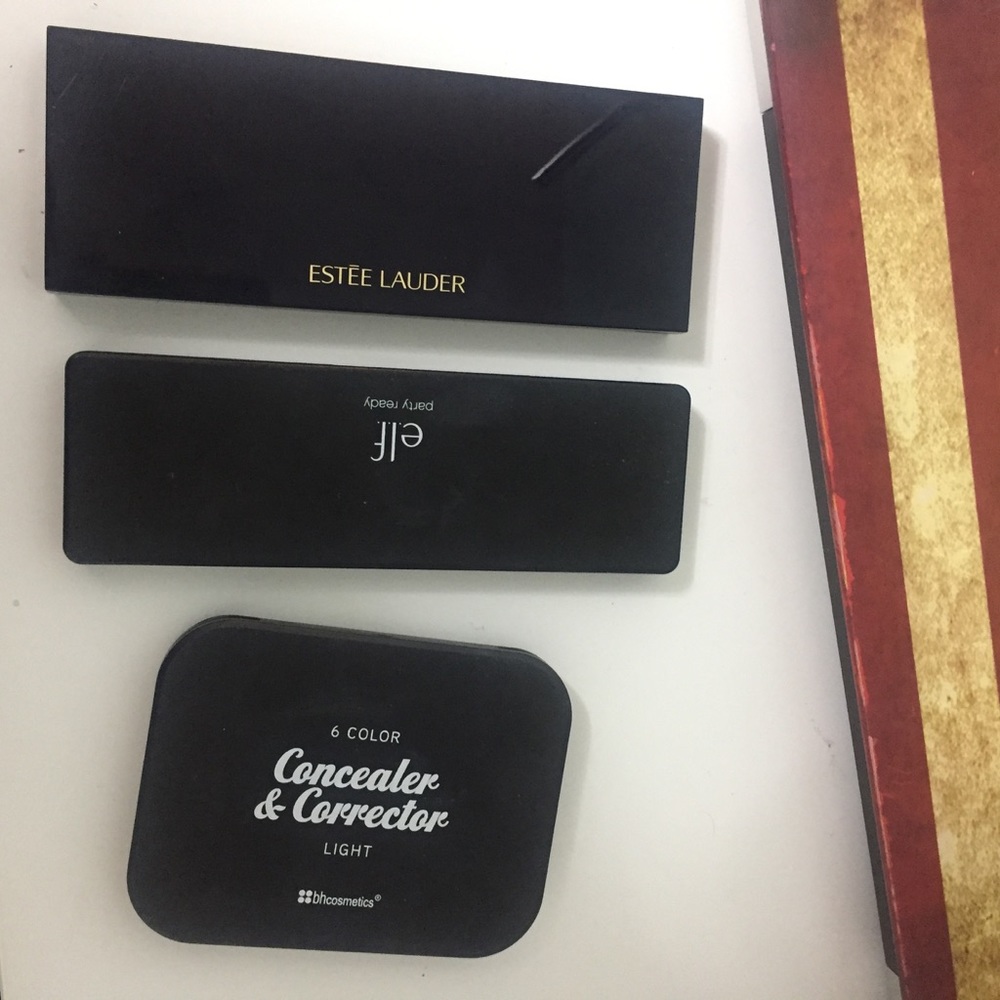 ESTĒE LAUDER
e.l.f.
party ready
6 COLOR
Concealer
& Corrector
LIGHT
bhcosmetics®